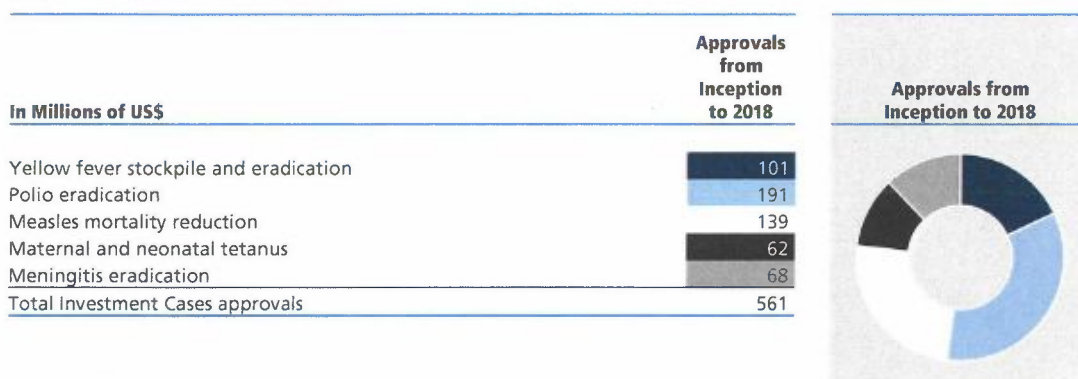 Approvals
from
Inception
In Millions of US$ to 2018
Yellow fever stockpile and eradication 101
Polio eradication 191
Measles mortality reduction 139
Maternal and neonatal tetanus 62
Meningitis eradication 68
Total Investment Cases approvals 561
Approvals from
Inception to 2018